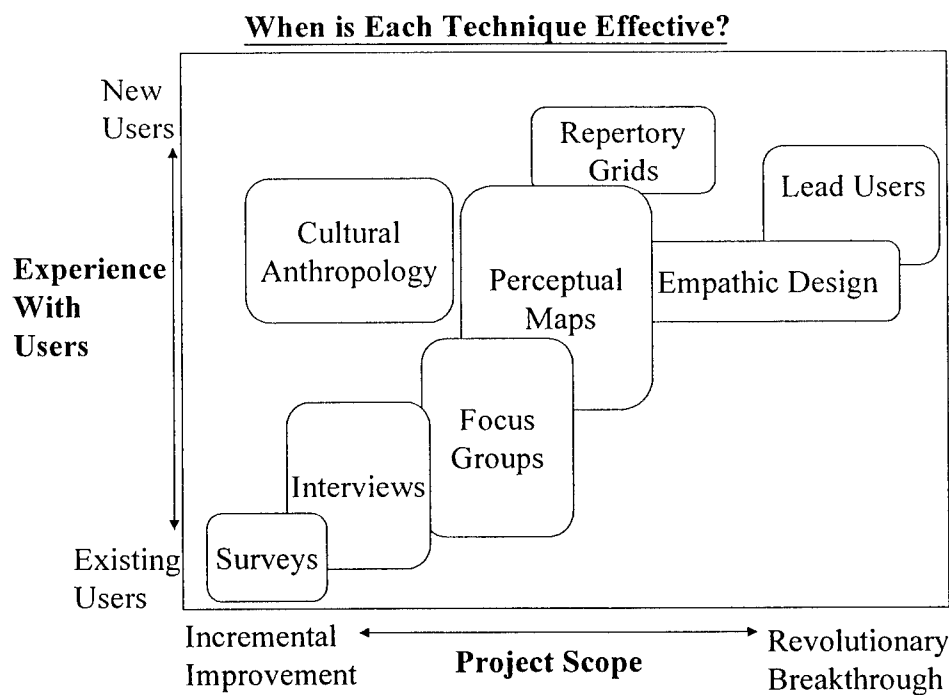 When is Each Technique Effective?
New
Users
Repertory
Grids
Lead Users
Cultural
Anthropology
Perceptual
Maps
Empathic Design
Experience
With
Users
Focus
Groups
Interviews
Surveys
Existing
Users
Incremental
Improvement
Project Scope
Revolutionary
Breakthrough